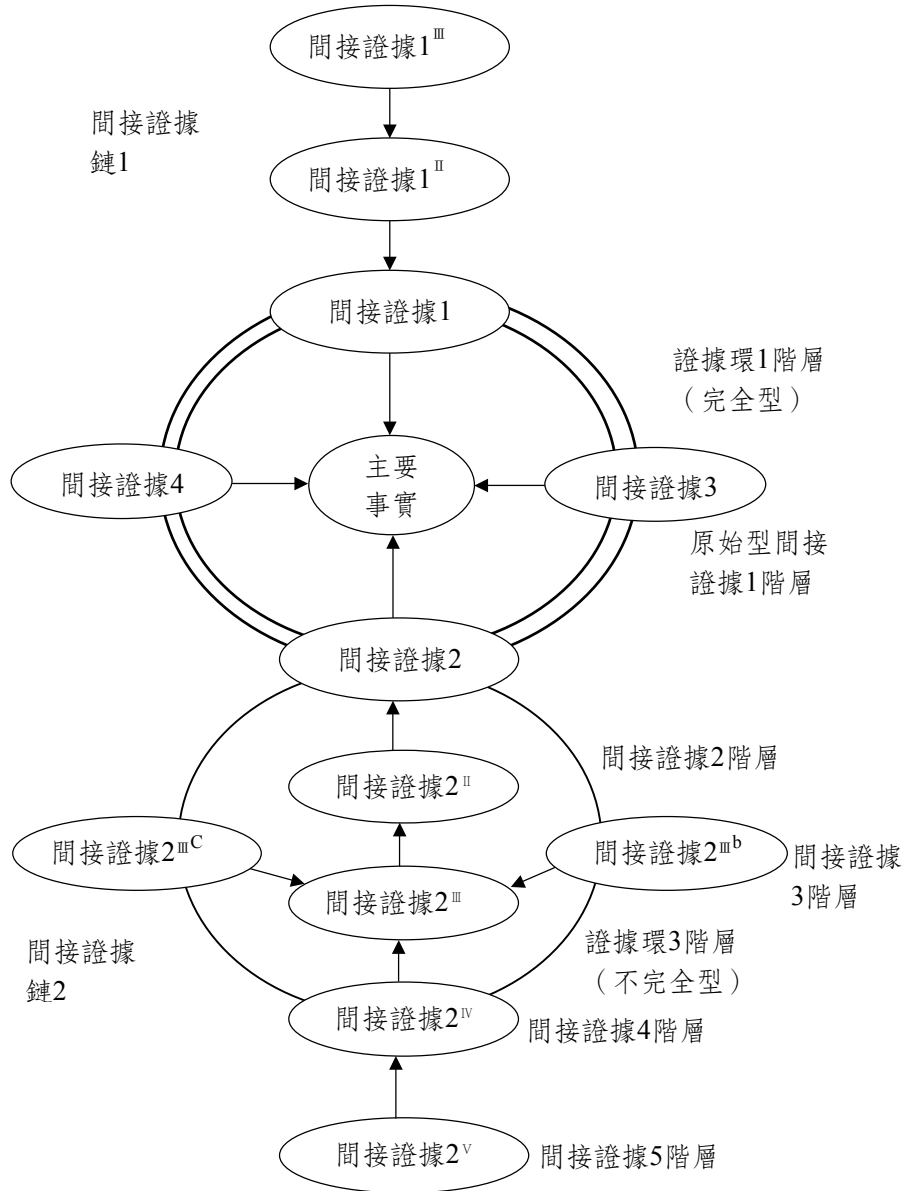 間接證據1ᴵᴵᴵ
間接證據
鏈1
間接證據1ᴵᴵ
間接證據1
證據環1階層
（完全型）
間接證據4
主要
事實
間接證據3
原始型間接
證據1階層
間接證據2
間接證據2階層
間接證據2ᴵᴵ
間接證據2ᴵᴵᴵC
間接證據2ᴵᴵᴵb
間接證據
3階層
間接證據2ᴵᴵᴵ
間接證據
鏈2
證據環3階層
（不完全型）
間接證據2ᴵⱽ
間接證據4階層
間接證據2ⱽ
間接證據5階層